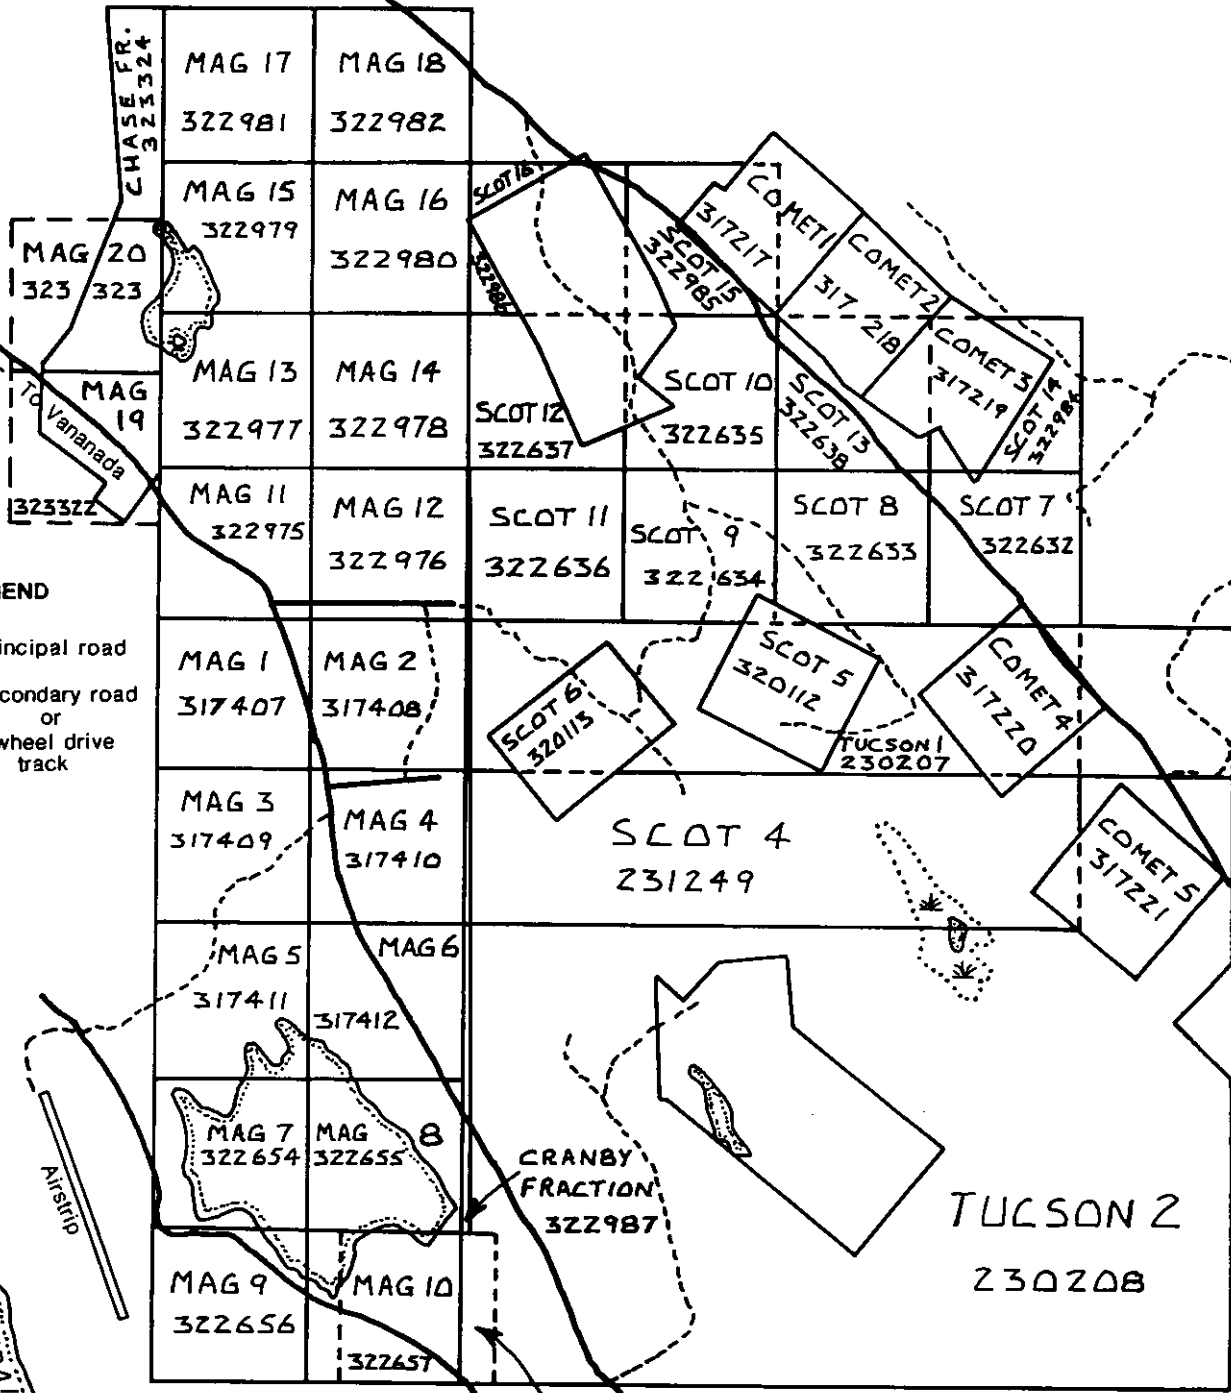 CHASE FR.
323324
MAG 17
322981
MAG 18
322982
MAG 15
322979
MAG 16
322980
SCOT 16
322986
MAG 20
323 323
SCOT 15
322985
COMET 1
317217
COMET 2
317 218
COMET 3
317219
SCOT 14
322984
MAG
19
To Vananada
323322
MAG 13
322977
MAG 14
322978
SCOT 12
322637
SCOT 10
322635
SCOT 13
322638
MAG 11
322975
MAG 12
322976
SCOT 11
322636
SCOT 9
322 634
SCOT 8
322633
SCOT 7
322632
GEND
incipal road
condary road
or
wheel drive
track
MAG 1
317407
MAG 2
317408
SCOT 6
320113
SCOT 5
320112
COMET 4
317220
TUCSON 1
230207
MAG 3
317409
MAG 4
317410
SCOT 4
231249
COMET 5
317221
MAG 5
317411
MAG 6
317412
MAG 7
322654
MAG 8
322655
CRANBY
FRACTION
322987
Airstrip
TUCSON 2
230208
MAG 9
322656
MAG 10
322657